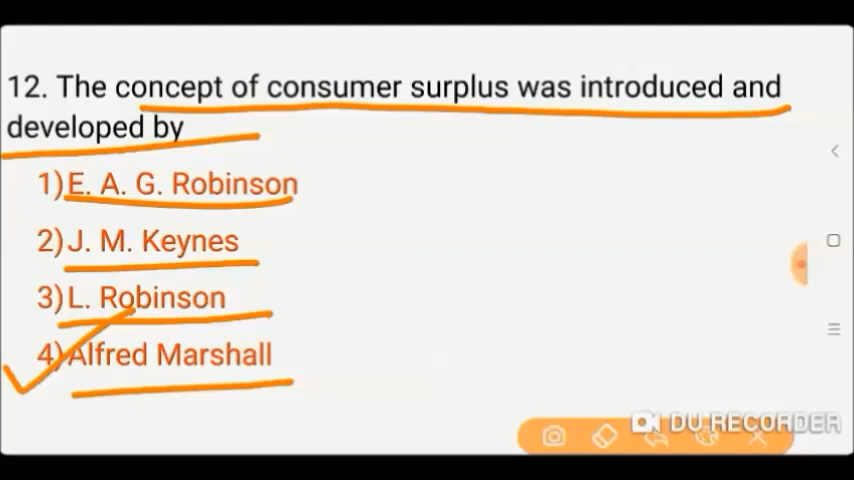 12. The concept of consumer surplus was introduced and
developed by
1) E. A. G. Robinson
2) J. M. Keynes
3) L. Robinson
4) Alfred Marshall
DU RECORDER